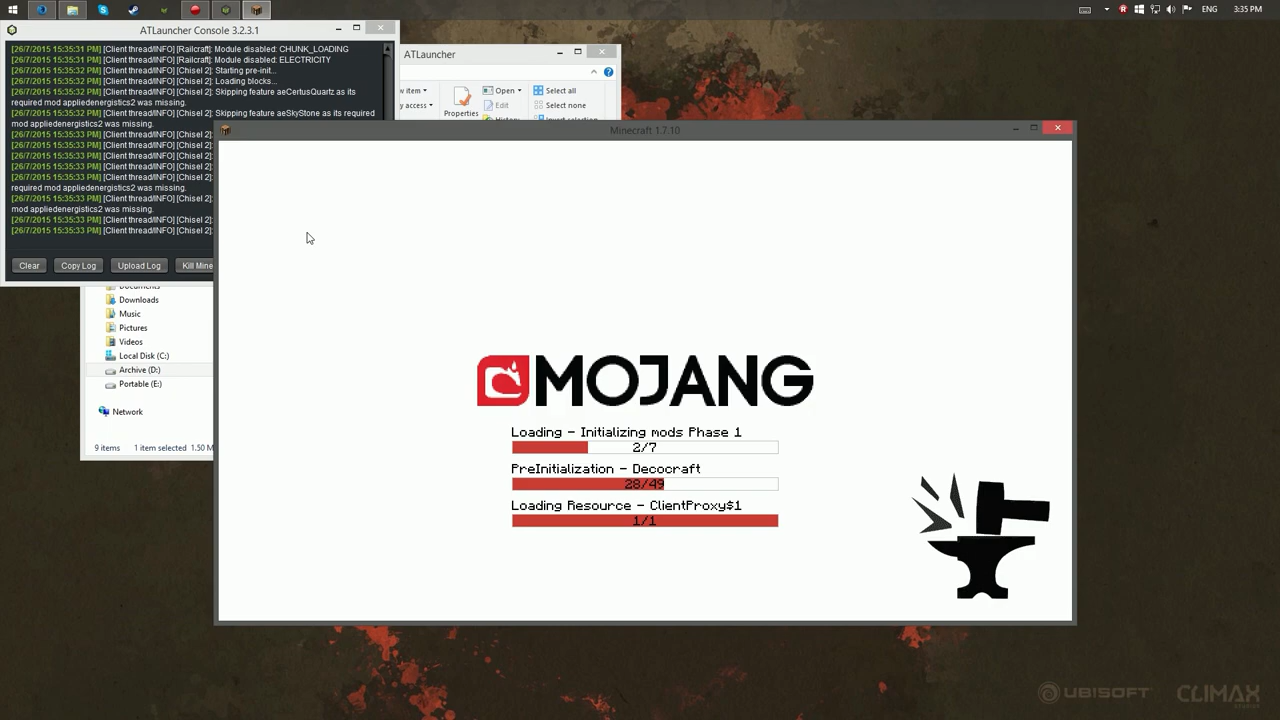 ENG
3:35 PM
ATLauncher Console 3.2.3.1
[26/7/2015 15:35:31 PM] [Client thread/INFO] [Railcraft]: Module disabled: CHUNK_LOADING
[26/7/2015 15:35:31 PM] [Client thread/INFO] [Railcraft]: Module disabled: ELECTRICITY
[26/7/2015 15:35:32 PM] [Client thread/INFO] [Chisel 2]: Starting pre-init...
[26/7/2015 15:35:32 PM] [Client thread/INFO] [Chisel 2]: Loading blocks...
[26/7/2015 15:35:32 PM] [Client thread/INFO] [Chisel 2]: Skipping feature aeCertusQuartz as its
required mod appliedenergistics2 was missing.
[26/7/2015 15:35:32 PM] [Client thread/INFO] [Chisel 2]: Skipping feature aeSkyStone as its required
mod appliedenergistics2 was missing.
[26/7/2015 15:35:33 PM] [Client thread/INFO] [Chisel 2]:
[26/7/2015 15:35:33 PM] [Client thread/INFO] [Chisel 2]:
[26/7/2015 15:35:33 PM] [Client thread/INFO] [Chisel 2]:
[26/7/2015 15:35:33 PM] [Client thread/INFO] [Chisel 2]:
required mod appliedenergistics2 was missing.
[26/7/2015 15:35:33 PM] [Client thread/INFO] [Chisel 2]:
mod appliedenergistics2 was missing.
[26/7/2015 15:35:33 PM] [Client thread/INFO] [Chisel 2]:
[26/7/2015 15:35:33 PM] [Client thread/INFO] [Chisel 2]:
Clear
Copy Log
Upload Log
Kill Mine
ATLauncher
w item
y access
Properties
Open
Edit
History
Select all
Select none
Invert selection
Minecraft 1.7.10
MOJANG
Loading - Initializing mods Phase 1
2/7
PreInitialization - Decocraft
28/49
Loading Resource - ClientProxy$1
1/1
Documents
Downloads
Music
Pictures
Videos
Local Disk (C:)
Archive (D:)
Portable (E:)
Network
9 items
1 item selected 1.50 M
UBISOFT
CLIMAX